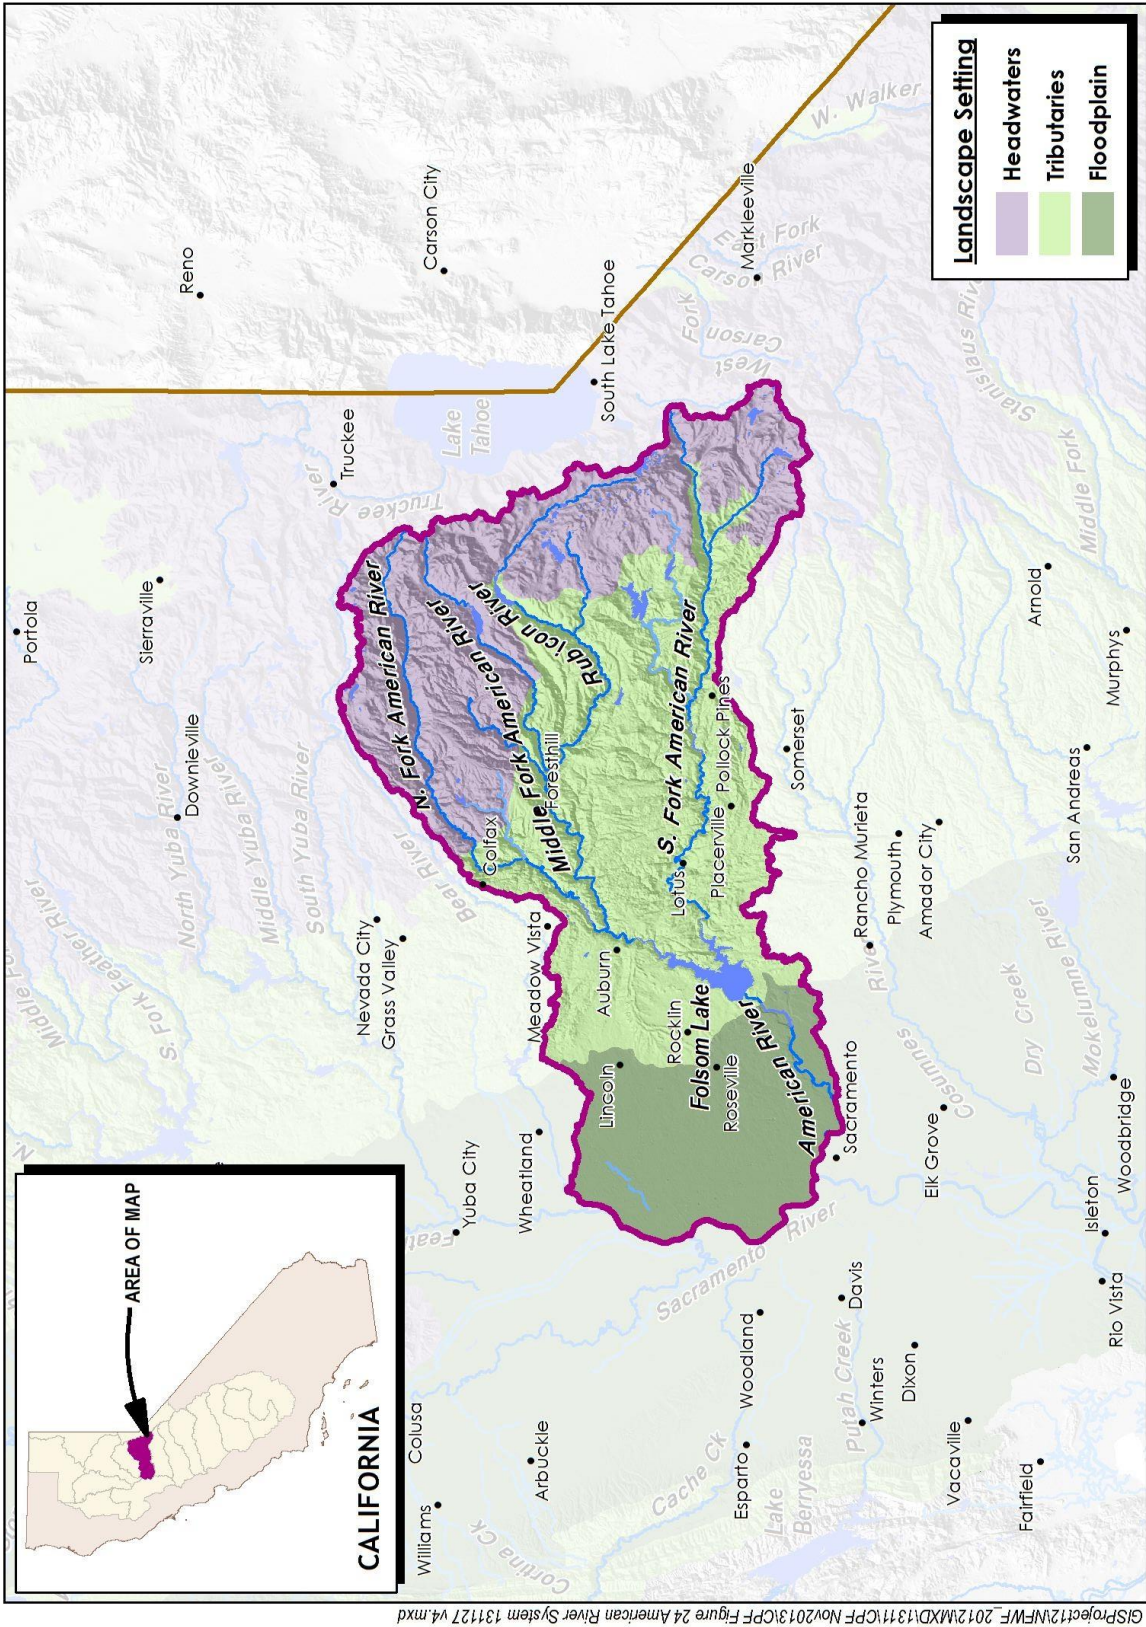 Portola
Reno
Sierraville
Downieville
Middle Fo
N.
Feather River
S. Fork
North Yuba River
Middle Yuba River
South Yuba River
Truckee River
Truckee
Carson City
Nevada City
Grass Valley
Bear River
Lake
Tahoe
South Lake Tahoe
Yuba City
Feat
Wheatland
Meadow Vista
Colfax
N. Fork American River
Middle Fork American River
Foresthill
Rubicon River
Auburn
Lincoln
Rocklin
Folsom Lake
Roseville
American River
Sacramento
Lotus
S. Fork American River
Placerville
Pollock Pines
Somerset
West Fork
Carson
East Fork
Carson River
Markleeville
W. Walker
Williams
Colusa
Cortina Ck
Arbuckle
Sacramento River
Cache Ck
Esparto
Woodland
Lake
Berryessa
Putah Creek
Davis
Winters
Dixon
Vacaville
Fairfield
Elk Grove
Cosumnes River
Rancho Murieta
Plymouth
Amador City
Dry Creek
Mokelumne River
San Andreas
Arnold
Murphys
Stanislaus Riv
Middle Fork
Rio Vista
Isleton
Woodbridge
AREA OF MAP
CALIFORNIA
Landscape Setting
Headwaters
Tributaries
Floodplain
GISProject12\NFWF_2012\MXD\1311\CPF Nov2013\CPF Figure 24 American River System 131127 v4.mxd